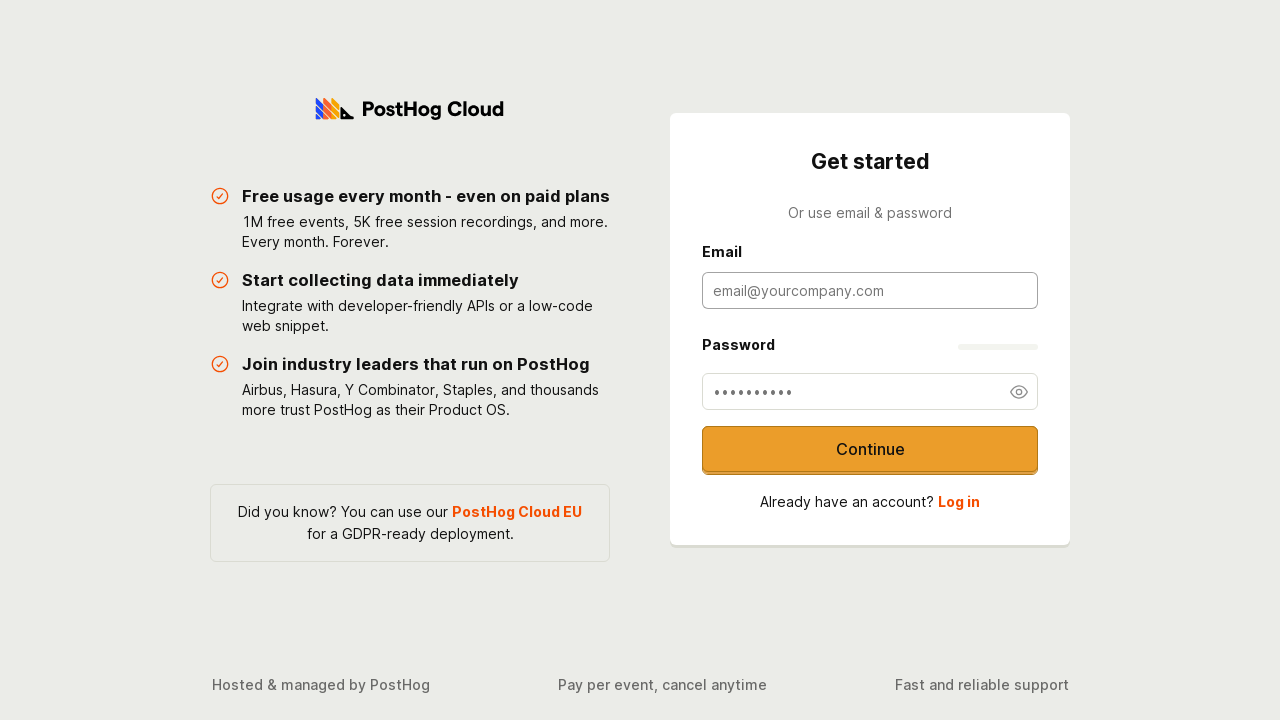 PostHog Cloud
Free usage every month - even on paid plans
1M free events, 5K free session recordings, and more.
Every month. Forever.
Start collecting data immediately
Integrate with developer-friendly APIs or a low-code
web snippet.
Join industry leaders that run on PostHog
Airbus, Hasura, Y Combinator, Staples, and thousands
more trust PostHog as their Product OS.
Did you know? You can use our PostHog Cloud EU
for a GDPR-ready deployment.
Get started
Or use email & password
Email
email@yourcompany.com
Password
••••••••••
Continue
Already have an account? Log in
Hosted & managed by PostHog
Pay per event, cancel anytime
Fast and reliable support